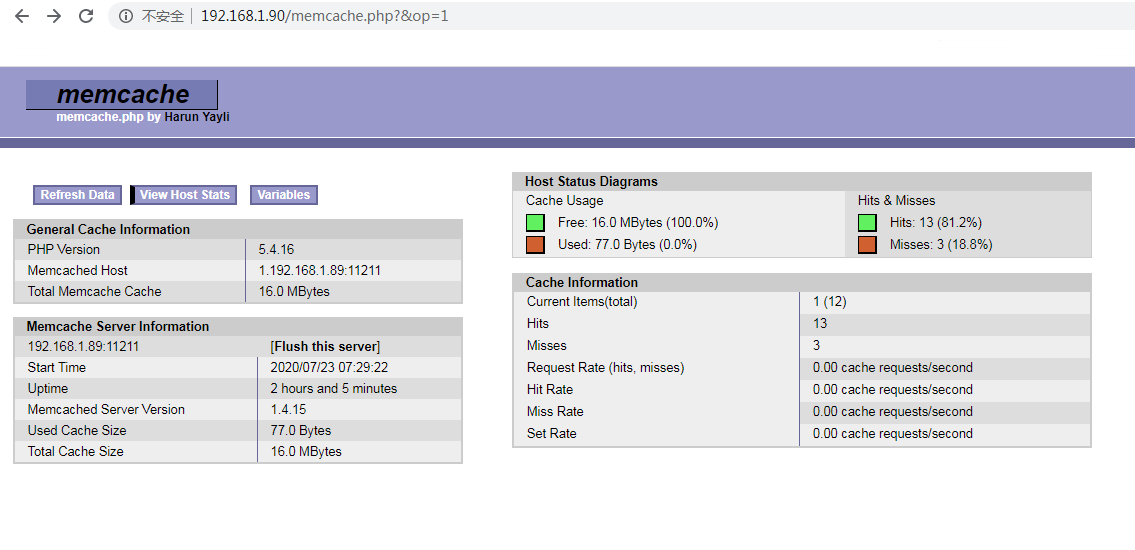 不安全 192.168.1.90/memcache.php?&op=1
memcache
memcache.php by Harun Yayli
Refresh Data View Host Stats Variables
General Cache Information
PHP Version 5.4.16
Memcached Host 1.192.168.1.89:11211
Total Memcache Cache 16.0 MBytes
Memcache Server Information
192.168.1.89:11211 [Flush this server]
Start Time 2020/07/23 07:29:22
Uptime 2 hours and 5 minutes
Memcached Server Version 1.4.15
Used Cache Size 77.0 Bytes
Total Cache Size 16.0 MBytes
Host Status Diagrams
Cache Usage Hits & Misses
Free: 16.0 MBytes (100.0%) Hits: 13 (81.2%)
Used: 77.0 Bytes (0.0%) Misses: 3 (18.8%)
Cache Information
Current Items(total) 1 (12)
Hits 13
Misses 3
Request Rate (hits, misses) 0.00 cache requests/second
Hit Rate 0.00 cache requests/second
Miss Rate 0.00 cache requests/second
Set Rate 0.00 cache requests/second